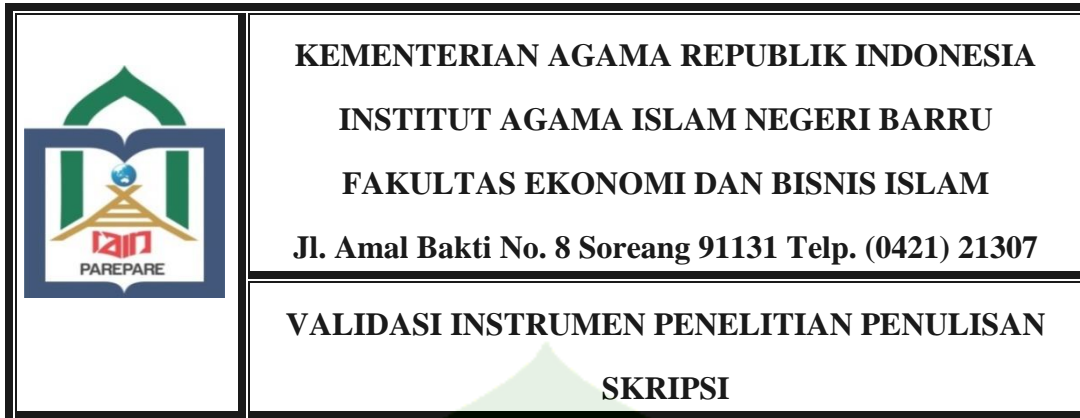 KEMENTERIAN AGAMA REPUBLIK INDONESIA
INSTITUT AGAMA ISLAM NEGERI BARRU
FAKULTAS EKONOMI DAN BISNIS ISLAM
Jl. Amal Bakti No. 8 Soreang 91131 Telp. (0421) 21307
iain
PAREPARE
VALIDASI INSTRUMEN PENELITIAN PENULISAN
SKRIPSI